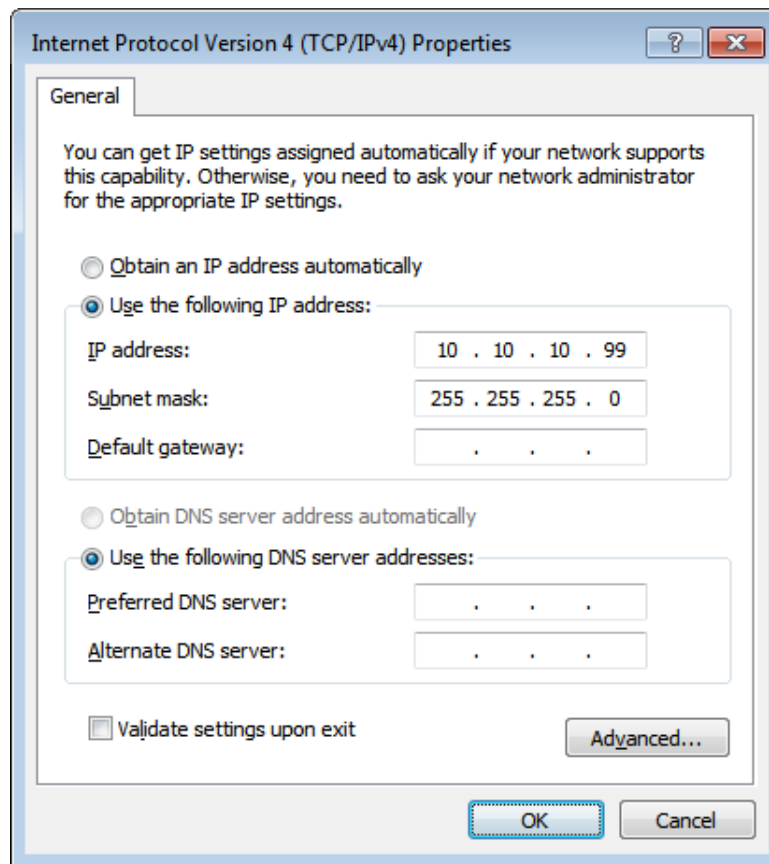 Internet Protocol Version 4 (TCP/IPv4) Properties
?
General
You can get IP settings assigned automatically if your network supports
this capability. Otherwise, you need to ask your network administrator
for the appropriate IP settings.
Obtain an IP address automatically
Use the following IP address:
IP address: 10 . 10 . 10 . 99
Subnet mask: 255 . 255 . 255 . 0
Default gateway: . . .
Obtain DNS server address automatically
Use the following DNS server addresses:
Preferred DNS server: . . .
Alternate DNS server: . . .
Validate settings upon exit
Advanced...
OK Cancel